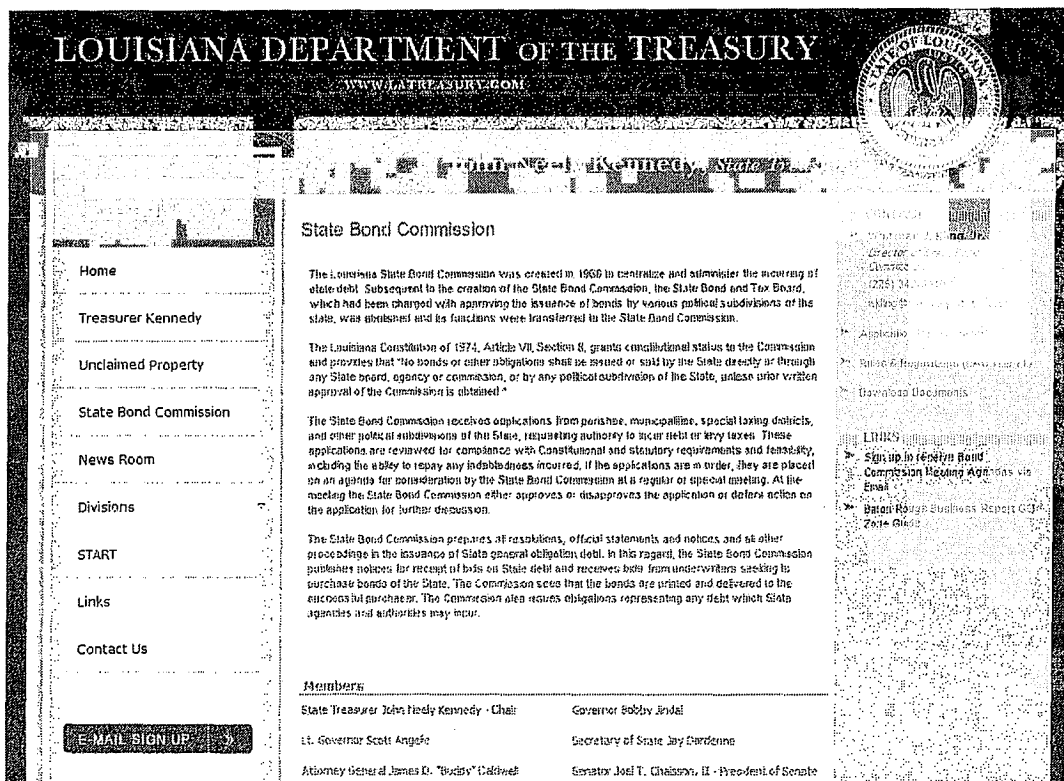 LOUISIANA DEPARTMENT OF THE TREASURY
WWW.LATREASURY.COM
John Neely Kennedy, State
State Bond Commission
Home
Treasurer Kennedy
Unclaimed Property
State Bond Commission
News Room
Divisions
START
Links
Contact Us
E-MAIL SIGN UP »
The Louisiana State Bond Commission was created in 1968 to centralize and administer the incurring of
state debt. Subsequent to the creation of the State Bond Commission, the State Bond and Tax Board,
which had been charged with approving the issuance of bonds by various political subdivisions of the
state, was abolished and its functions were transferred to the State Bond Commission.
The Louisiana Constitution of 1974, Article VII, Section 8, grants constitutional status to the Commission
and provides that "No bonds or other obligations shall be issued or sold by the State directly or through
any State board, agency or commission, or by any political subdivision of the State, unless prior written
approval of the Commission is obtained."
The State Bond Commission receives applications from parishes, municipalities, special taxing districts,
and other political subdivisions of the State, requesting authority to incur debt or levy taxes. These
applications are reviewed for compliance with Constitutional and statutory requirements and feasibility,
including the ability to repay any indebtedness incurred. If the applications are in order, they are placed
on an agenda for consideration by the State Bond Commission at a regular or special meeting. At the
meeting the State Bond Commission either approves or disapproves the application or defers action on
the application for further discussion.
The State Bond Commission prepares all resolutions, official statements and notices and all other
proceedings in the issuance of State general obligation debt. In this regard, the State Bond Commission
publishes notices for receipt of bids on State debt and receives bids from underwriters seeking to
purchase bonds of the State. The Commission sees that the bonds are printed and delivered to the
successful purchaser. The Commission also issues obligations representing any debt which State
agencies and authorities may incur.
Members
State Treasurer John Neely Kennedy - Chair
Governor Bobby Jindal
Lt. Governor Scott Angelle
Secretary of State Jay Dardenne
Attorney General James D. "Buddy" Caldwell
Senator Joel T. Chaisson, II - President of Senate
CONTACT
Jr.
Director
Download Documents
LINKS
Sign up to receive Bond
Commission Meeting Agendas via
Email
Baton Rouge Business Report GO
Zone Guide
STATE OF LOUISIANA